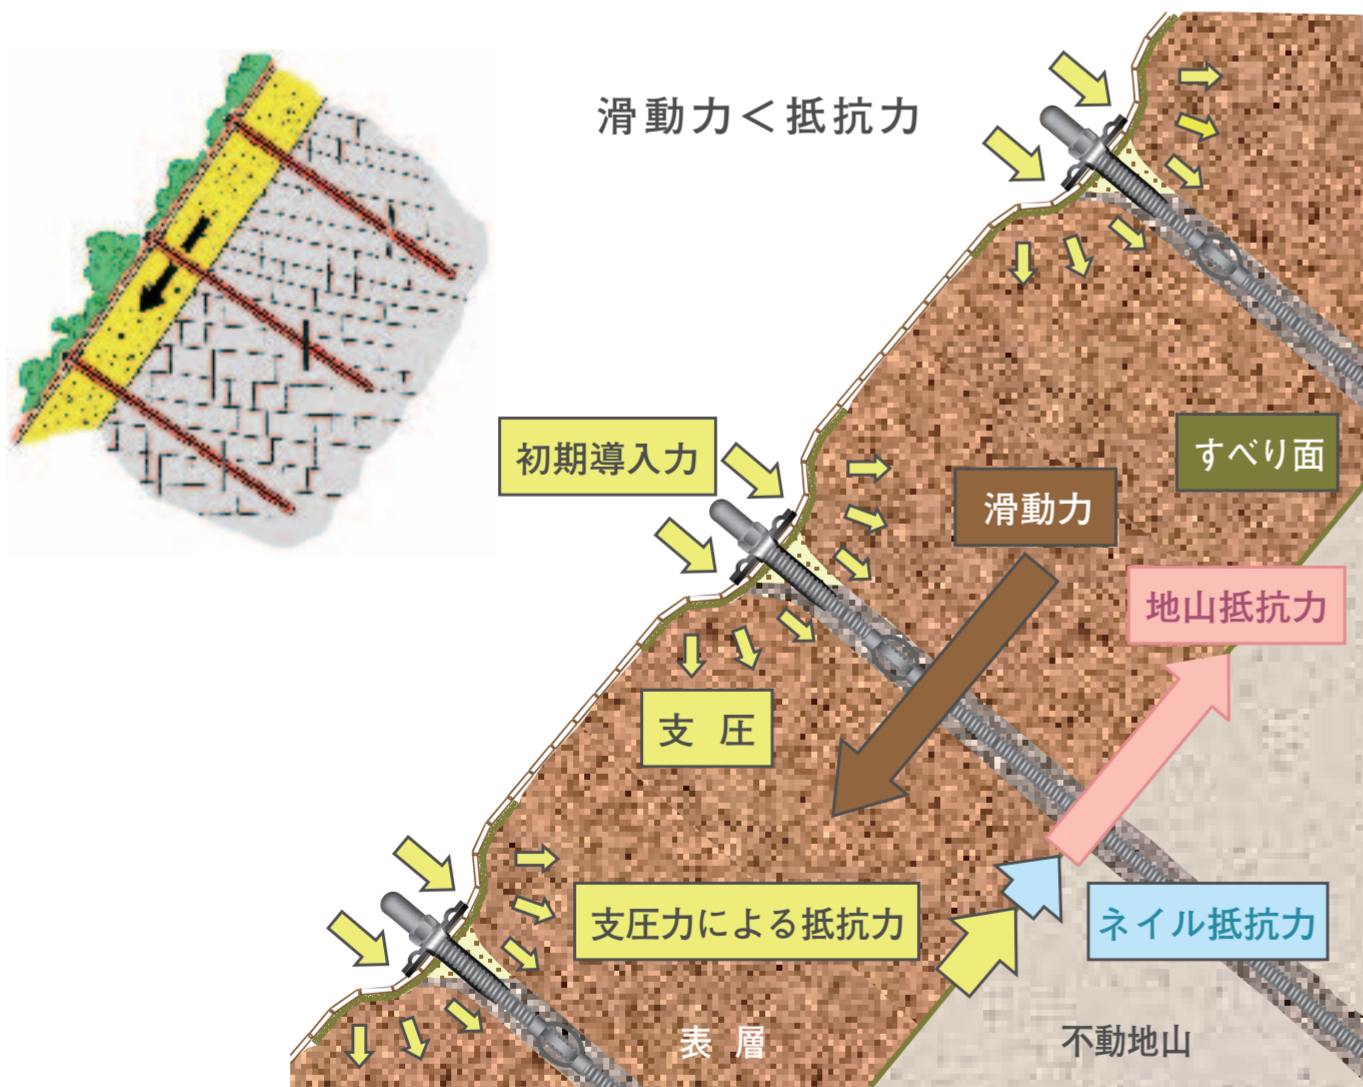 滑動力＜抵抗力
すべり面
初期導入力
滑動力
地山抵抗力
支圧
支圧力による抵抗力
ネイル抵抗力
表層
不動地山